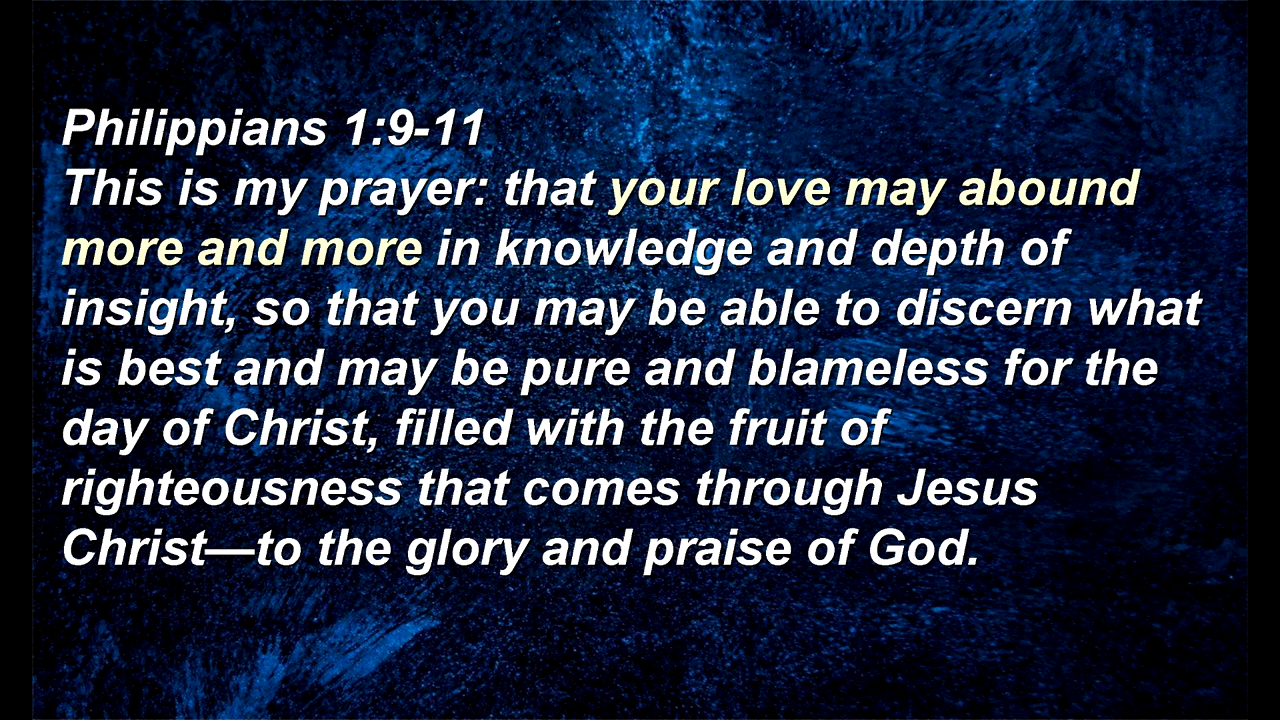 Philippians 1:9-11
This is my prayer: that your love may abound
more and more in knowledge and depth of
insight, so that you may be able to discern what
is best and may be pure and blameless for the
day of Christ, filled with the fruit of
righteousness that comes through Jesus
Christ—to the glory and praise of God.